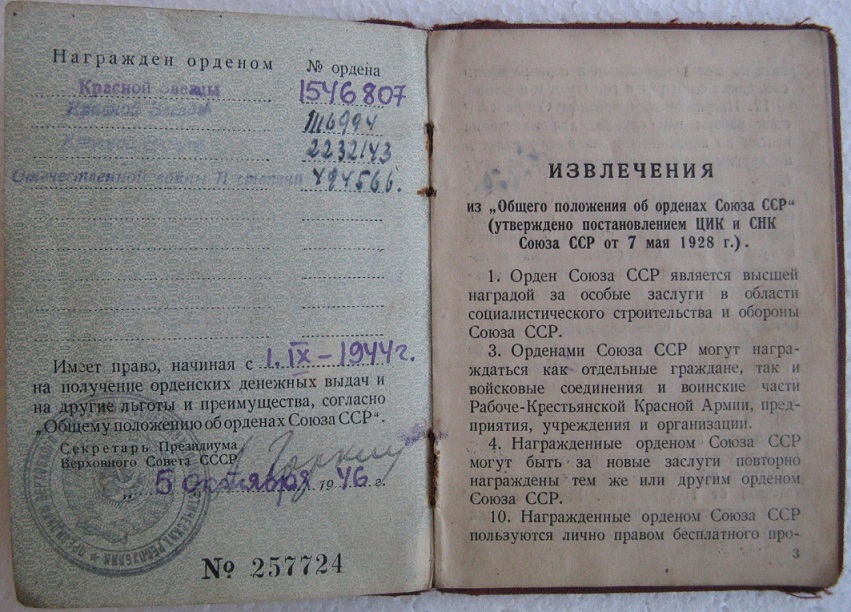 Награжден орденом № ордена
Красной Звезды 1546807
Красной Звезды 1116994
Красной Звезды 2232143
Отечественной войны II степени 494566.
Имеет право, начиная с 1. IX – 1944 г.
на получение орденских денежных выдач и
на другие льготы и преимущества, согласно
„Общему положению об орденах Союза ССР“.
Секретарь Президиума
Верховного Совета СССР
„ 5 октября 19 46 г.
№ 257724
ИЗВЛЕЧЕНИЯ
из „Общего положения об орденах Союза ССР“
(утверждено постановлением ЦИК и СНК
Союза ССР от 7 мая 1928 г.).
1. Орден Союза ССР является высшей
наградой за особые заслуги в области
социалистического строительства и обороны
Союза ССР.
3. Орденами Союза ССР могут награ-
ждаться как отдельные граждане, так и
войсковые соединения и воинские части
Рабоче-Крестьянской Красной Армии, пред-
приятия, учреждения и организации.
4. Награжденные орденом Союза ССР
могут быть за новые заслуги повторно
награждены тем же или другим орденом
Союза ССР.
10. Награжденные орденом Союза ССР
пользуются лично правом бесплатного про-
3